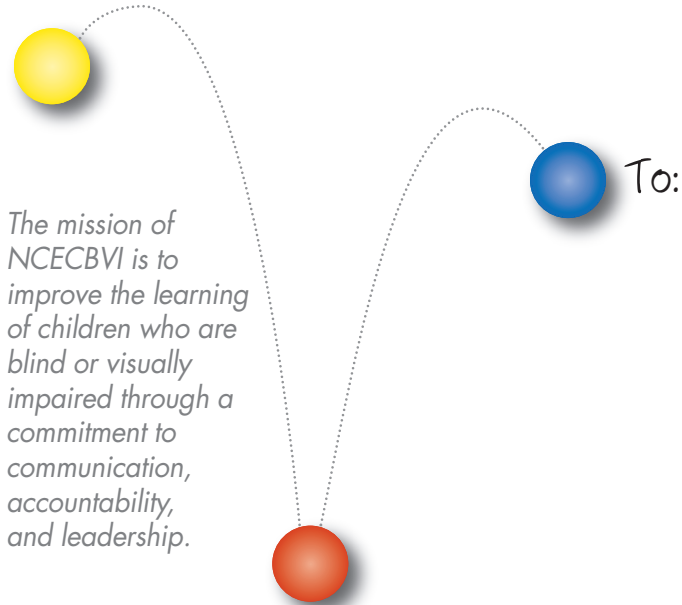 To:
The mission of
NCECBVI is to
improve the learning
of children who are
blind or visually
impaired through a
commitment to
communication,
accountability,
and leadership.